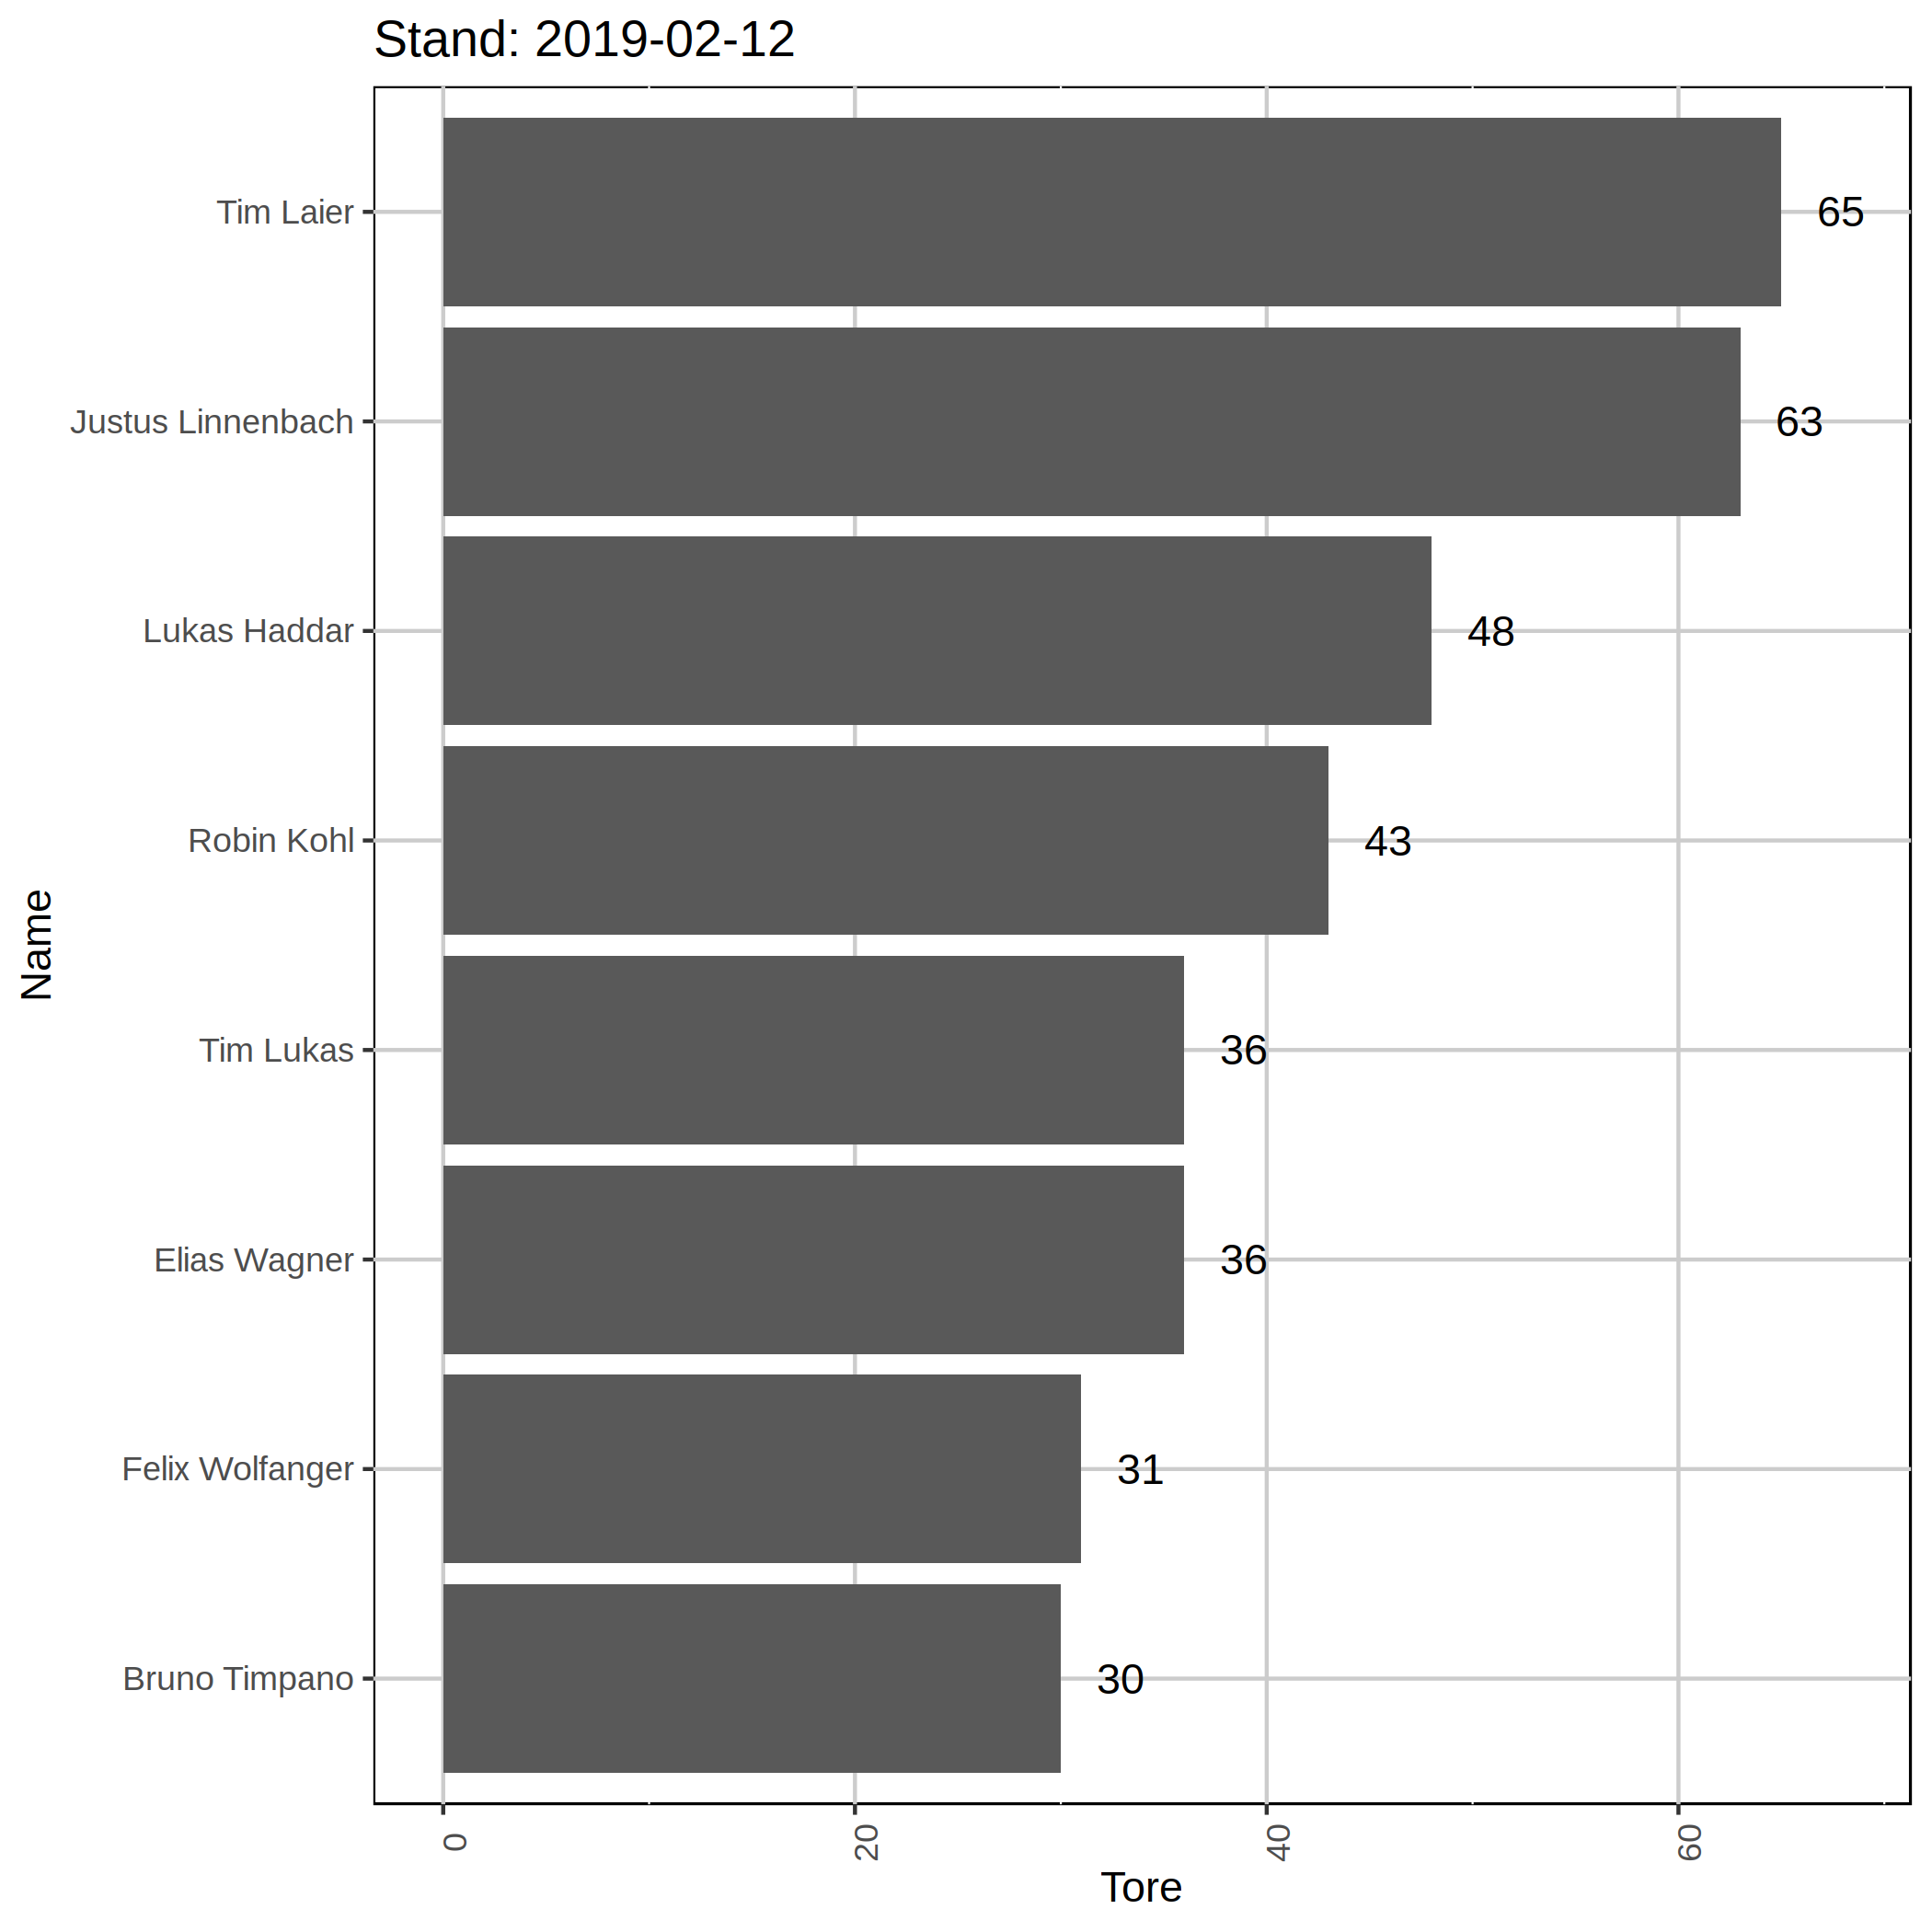 Stand: 2019-02-12
Tim Laier 65
Justus Linnenbach 63
Lukas Haddar 48
Robin Kohl 43
Tim Lukas 36
Elias Wagner 36
Felix Wolfanger 31
Bruno Timpano 30
Name
0 20 40 60
Tore